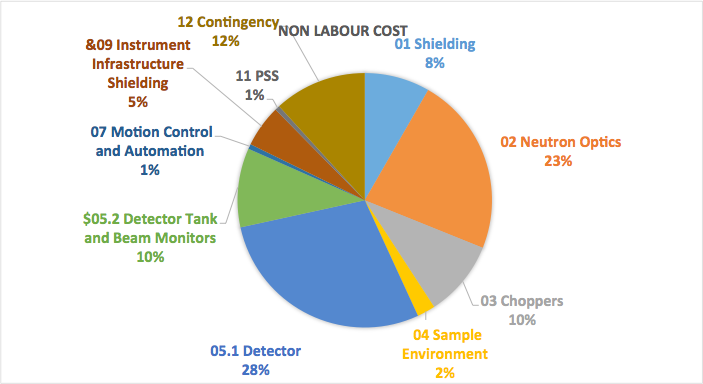 NON LABOUR COST
01 Shielding
8%
02 Neutron Optics
23%
03 Choppers
10%
04 Sample
Environment
2%
05.1 Detector
28%
$05.2 Detector Tank
and Beam Monitors
10%
07 Motion Control
and Automation
1%
&09 Instrument
Infrastructure
Shielding
5%
11 PSS
1%
12 Contingency
12%